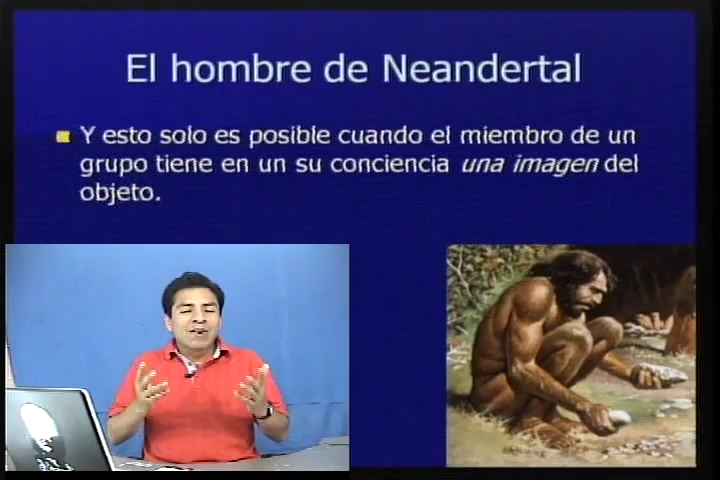 El hombre de Neandertal
Y esto solo es posible cuando el miembro de un
grupo tiene en un su conciencia una imagen del
objeto.